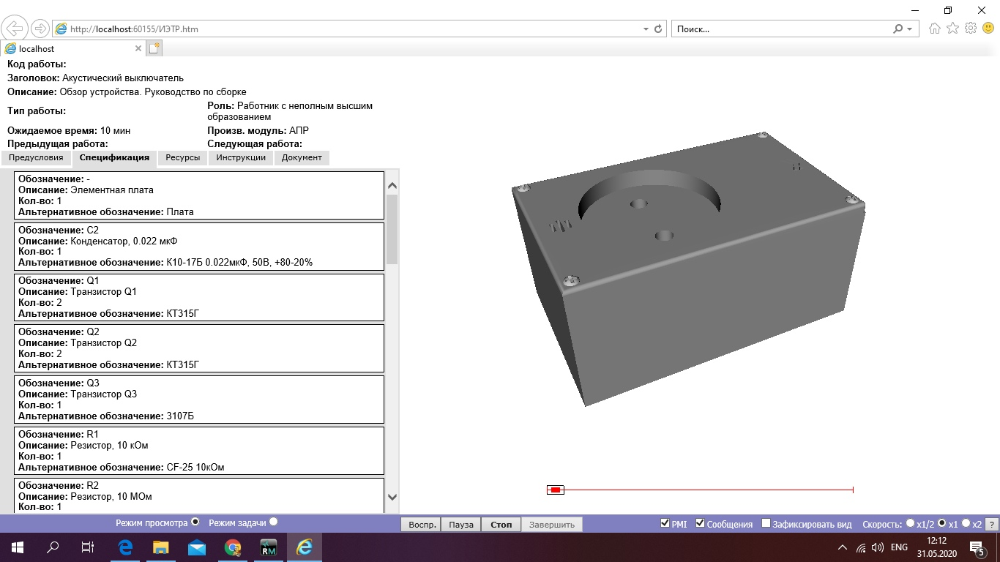 http://localhost:60155/ИЭТР.htm
Поиск...
localhost
Код работы:
Заголовок: Акустический выключатель
Описание: Обзор устройства. Руководство по сборке
Тип работы:
Роль: Работник с неполным высшим
образованием
Ожидаемое время: 10 мин
Произв. модуль: АПР
Предыдущая работа:
Следующая работа:
Предусловия Спецификация Ресурсы Инструкции Документ
Обозначение: -
Описание: Элементная плата
Кол-во: 1
Альтернативное обозначение: Плата
Обозначение: C2
Описание: Конденсатор, 0.022 мкФ
Кол-во: 1
Альтернативное обозначение: К10-17Б 0.022мкФ, 50В, +80-20%
Обозначение: Q1
Описание: Транзистор Q1
Кол-во: 2
Альтернативное обозначение: КТ315Г
Обозначение: Q2
Описание: Транзистор Q2
Кол-во: 2
Альтернативное обозначение: КТ315Г
Обозначение: Q3
Описание: Транзистор Q3
Кол-во: 1
Альтернативное обозначение: 3107Б
Обозначение: R1
Описание: Резистор, 10 кОм
Кол-во: 1
Альтернативное обозначение: CF-25 10кОм
Обозначение: R2
Описание: Резистор, 10 МОм
Кол-во: 1
Режим просмотра Режим задачи
Воспр. Пауза Стоп Завершить
PMI Сообщения Зафиксировать вид Скорость: x1/2 x1 x2 ?
RM
ENG
12:12
31.05.2020
5